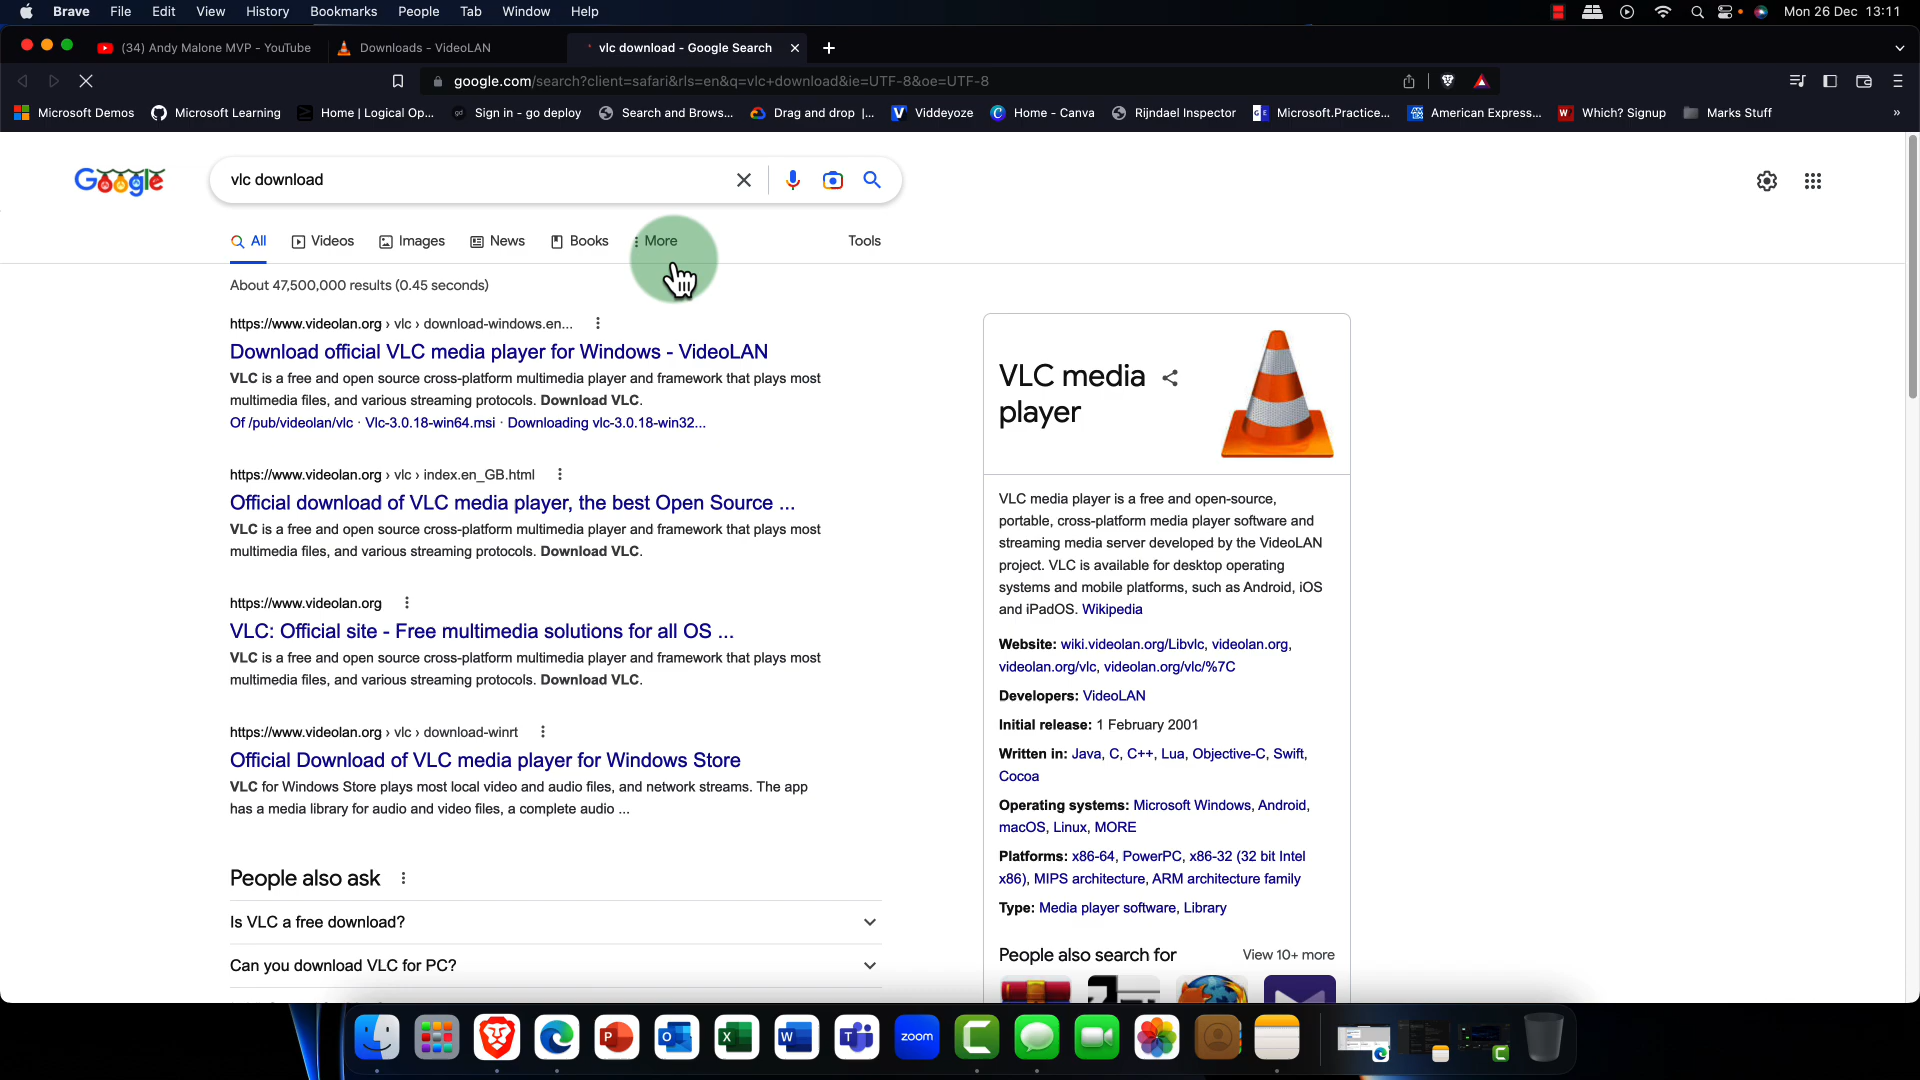 Brave File Edit View History Bookmarks People Tab Window Help Mon 26 Dec 13:11
(34) Andy Malone MVP - YouTube Downloads - VideoLAN vlc download - Google Search
google.com/search?client=safari&rls=en&q=vlc+download&ie=UTF-8&oe=UTF-8
Microsoft Demos Microsoft Learning Home | Logical Op... Sign in - go deploy Search and Brows... Drag and drop |... Viddeyoze Home - Canva Rijndael Inspector Microsoft.Practice... American Express... Which? Signup Marks Stuff »
Google vlc download
All Videos Images News Books More Tools
About 47,500,000 results (0.45 seconds)
https://www.videolan.org › vlc › download-windows.en...
Download official VLC media player for Windows - VideoLAN
VLC is a free and open source cross-platform multimedia player and framework that plays most
multimedia files, and various streaming protocols. Download VLC.
Of /pub/videolan/vlc · Vlc-3.0.18-win64.msi · Downloading vlc-3.0.18-win32...
https://www.videolan.org › vlc › index.en_GB.html
Official download of VLC media player, the best Open Source ...
VLC is a free and open source cross-platform multimedia player and framework that plays most
multimedia files, and various streaming protocols. Download VLC.
https://www.videolan.org
VLC: Official site - Free multimedia solutions for all OS ...
VLC is a free and open source cross-platform multimedia player and framework that plays most
multimedia files, and various streaming protocols. Download VLC.
https://www.videolan.org › vlc › download-winrt
Official Download of VLC media player for Windows Store
VLC for Windows Store plays most local video and audio files, and network streams. The app
has a media library for audio and video files, a complete audio ...
People also ask
Is VLC a free download?
Can you download VLC for PC?
VLC media
player
VLC media player is a free and open-source,
portable, cross-platform media player software and
streaming media server developed by the VideoLAN
project. VLC is available for desktop operating
systems and mobile platforms, such as Android, iOS
and iPadOS. Wikipedia
Website: wiki.videolan.org/Libvlc, videolan.org,
videolan.org/vlc, videolan.org/vlc/%7C
Developers: VideoLAN
Initial release: 1 February 2001
Written in: Java, C, C++, Lua, Objective-C, Swift,
Cocoa
Operating systems: Microsoft Windows, Android,
macOS, Linux, MORE
Platforms: x86-64, PowerPC, x86-32 (32 bit Intel
x86), MIPS architecture, ARM architecture family
Type: Media player software, Library
People also search for View 10+ more
zoom